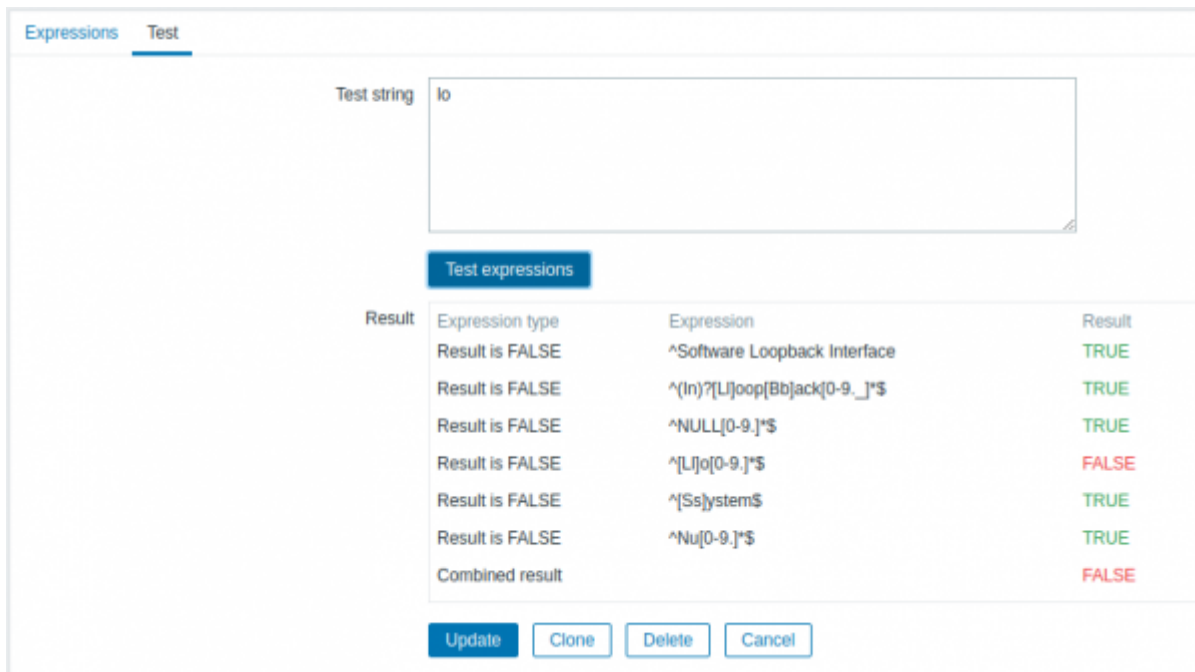 Expressions Test
Test string lo
Test expressions
Result Expression type Expression Result
Result is FALSE ^Software Loopback Interface TRUE
Result is FALSE ^(In)?[Ll]oop[Bb]ack[0-9._]*$ TRUE
Result is FALSE ^NULL[0-9.]*$ TRUE
Result is FALSE ^[Ll]o[0-9.]*$ FALSE
Result is FALSE ^[Ss]ystem$ TRUE
Result is FALSE ^Nu[0-9.]*$ TRUE
Combined result FALSE
Update Clone Delete Cancel